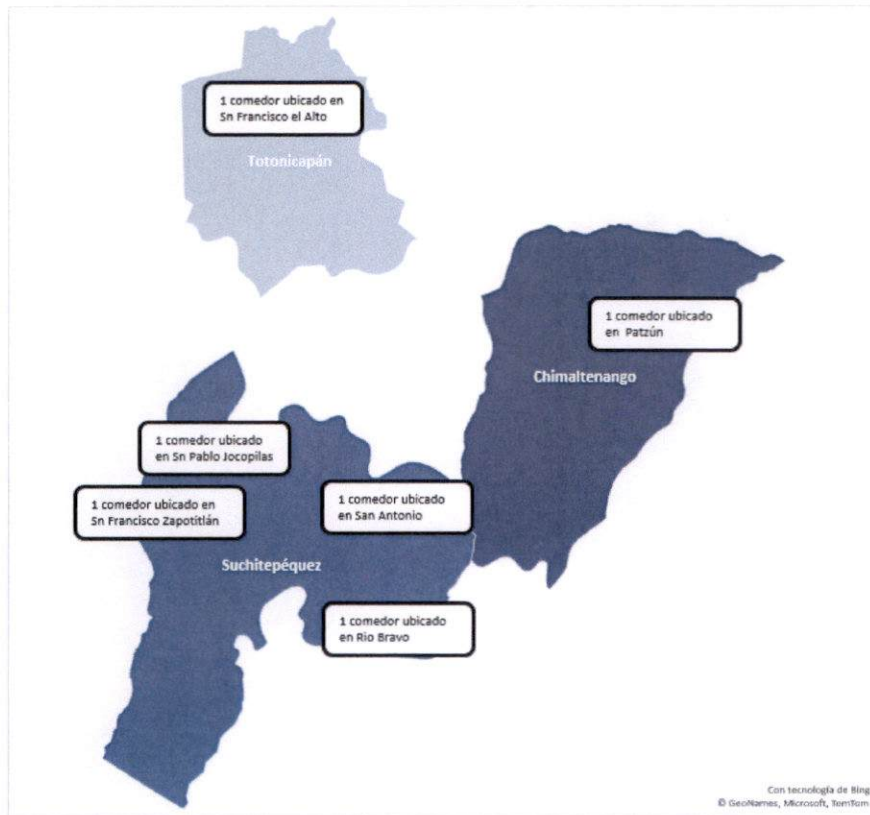 1 comedor ubicado en
Sn Francisco el Alto
Totonicapán
1 comedor ubicado
en Patzún
Chimaltenango
1 comedor ubicado
en Sn Pablo Jocopilas
1 comedor ubicado en
Sn Francisco Zapotitlán
1 comedor ubicado
en San Antonio
Suchitepéquez
1 comedor ubicado
en Rio Bravo
Con tecnología de Bing
© GeoNames, Microsoft, TomTom